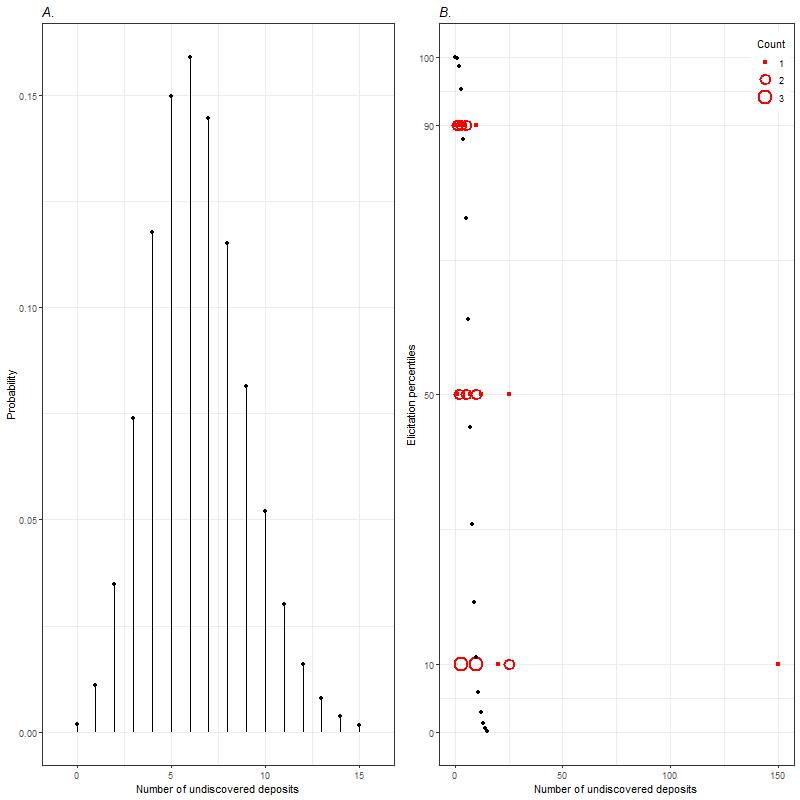 A.
0.15
0.10
0.05
0.00
Probability
0 5 10 15
Number of undiscovered deposits
B.
Count
1
2
3
100
90
50
10
0
Elicitation percentiles
0 50 100 150
Number of undiscovered deposits